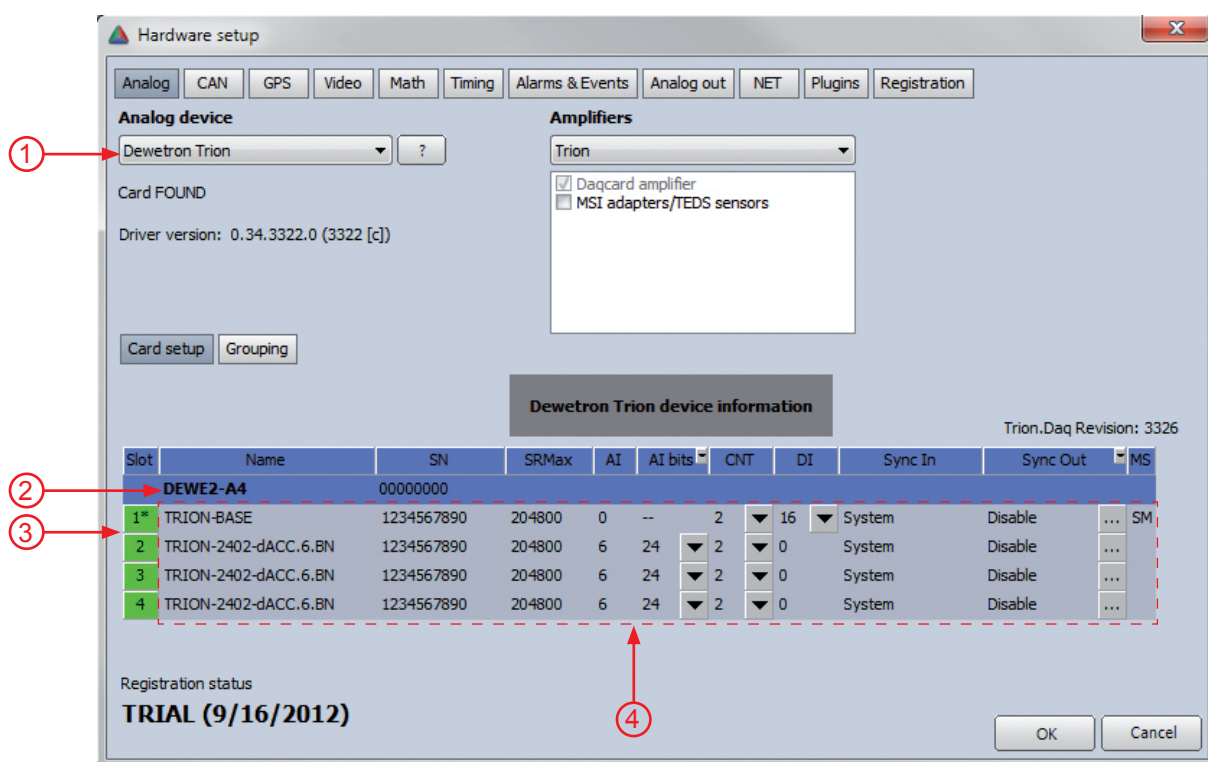 Hardware setup
x
Analog CAN GPS Video Math Timing Alarms & Events Analog out NET Plugins Registration
Analog device Amplifiers
1 Dewetron Trion ? Trion
Card FOUND
Daqcard amplifier
MSI adapters/TEDS sensors
Driver version: 0.34.3322.0 (3322 [c])
Card setup Grouping
Dewetron Trion device information
Trion.Daq Revision: 3326
Slot Name SN SRMax AI AI bits CNT DI Sync In Sync Out MS
2 DEWE2-A4 00000000
3 1* TRION-BASE 1234567890 204800 0 -- 2 16 System Disable ... SM
2 TRION-2402-dACC.6.BN 1234567890 204800 6 24 2 0 System Disable ...
3 TRION-2402-dACC.6.BN 1234567890 204800 6 24 2 0 System Disable ...
4 TRION-2402-dACC.6.BN 1234567890 204800 6 24 2 0 System Disable ...
Registration status
TRIAL (9/16/2012)
4
OK Cancel